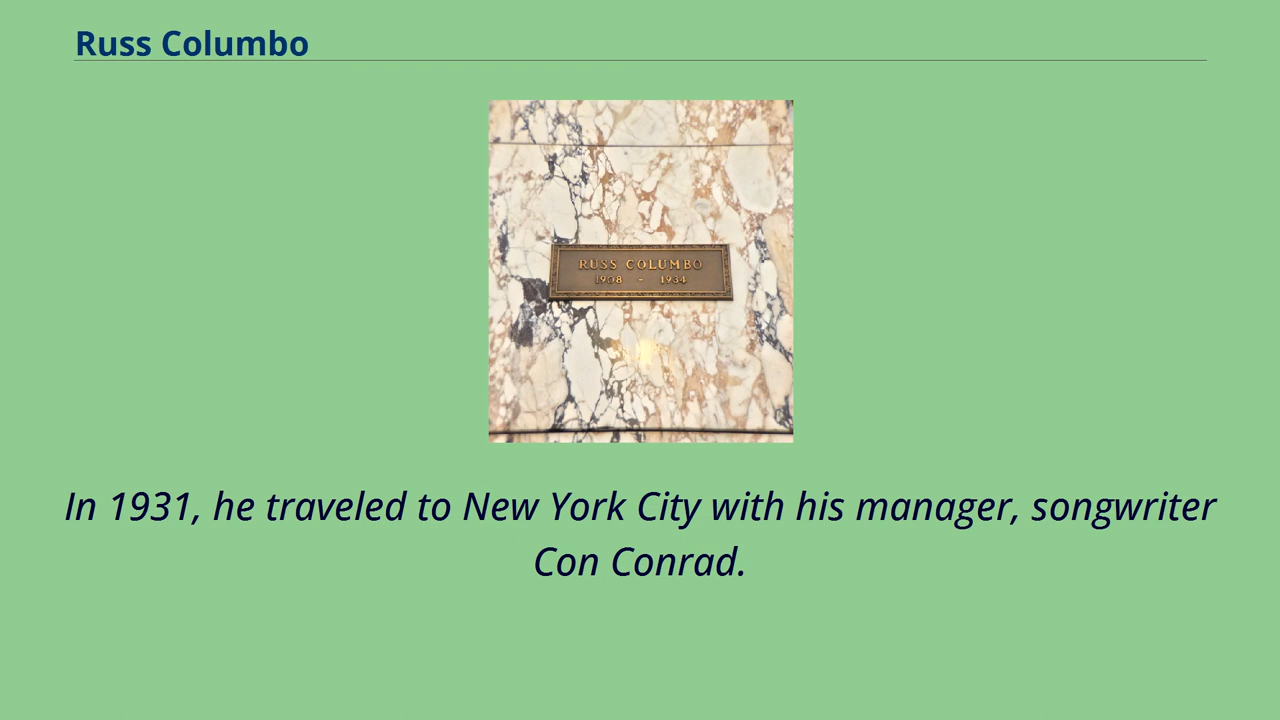 Russ Columbo
RUSS COLUMBO
1908 - 1934
In 1931, he traveled to New York City with his manager, songwriter
Con Conrad.